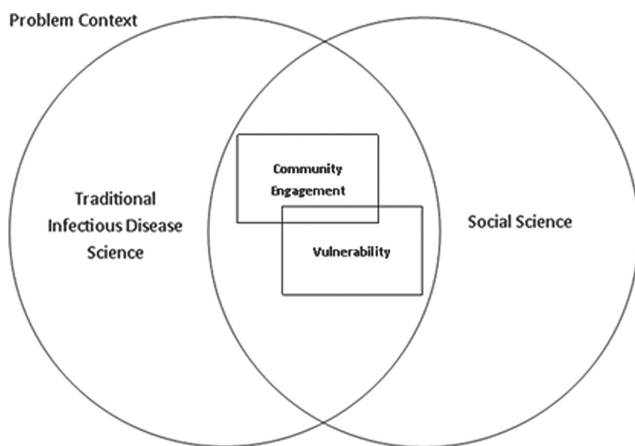 Problem Context
Traditional
Infectious Disease
Science
Community
Engagement
Vulnerability
Social Science